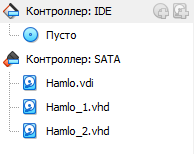 Контроллер: IDE
Пусто
Контроллер: SATA
Hamlo.vdi
Hamlo_1.vhd
Hamlo_2.vhd